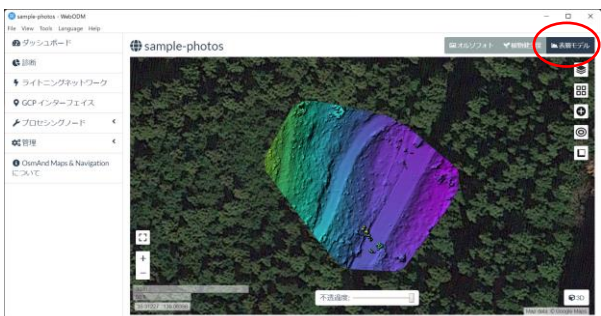 sample-photos - WebODM
File View Tools Language Help
ダッシュボード
診断
ライトニングネットワーク
GCP インターフェイス
プロセシングノード
管理
OsmAnd Maps & Navigation
について
sample-photos
オルソフォト
表層モデル
不透過度:
3D
Map data: © Google Maps